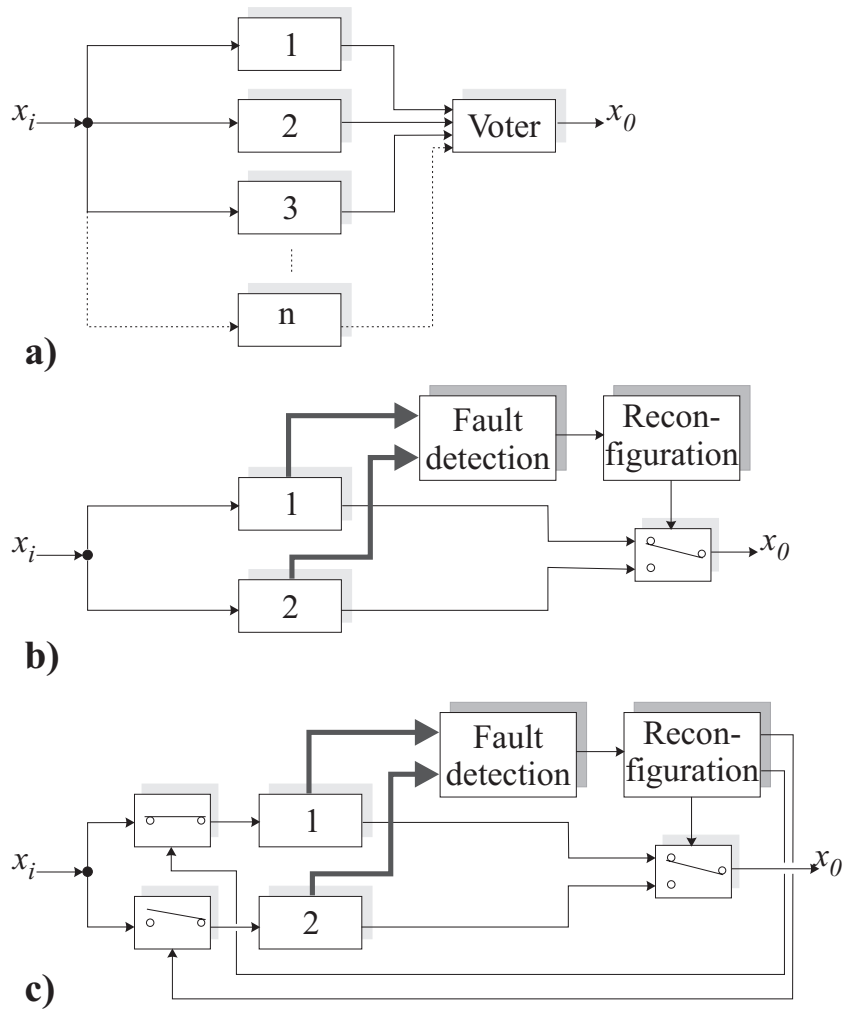 1
x_i
2
Voter
x_0
3
n
a)
Fault
detection
Recon-
figuration
1
x_i
x_0
2
b)
Fault
detection
Recon-
figuration
1
x_i
x_0
2
c)